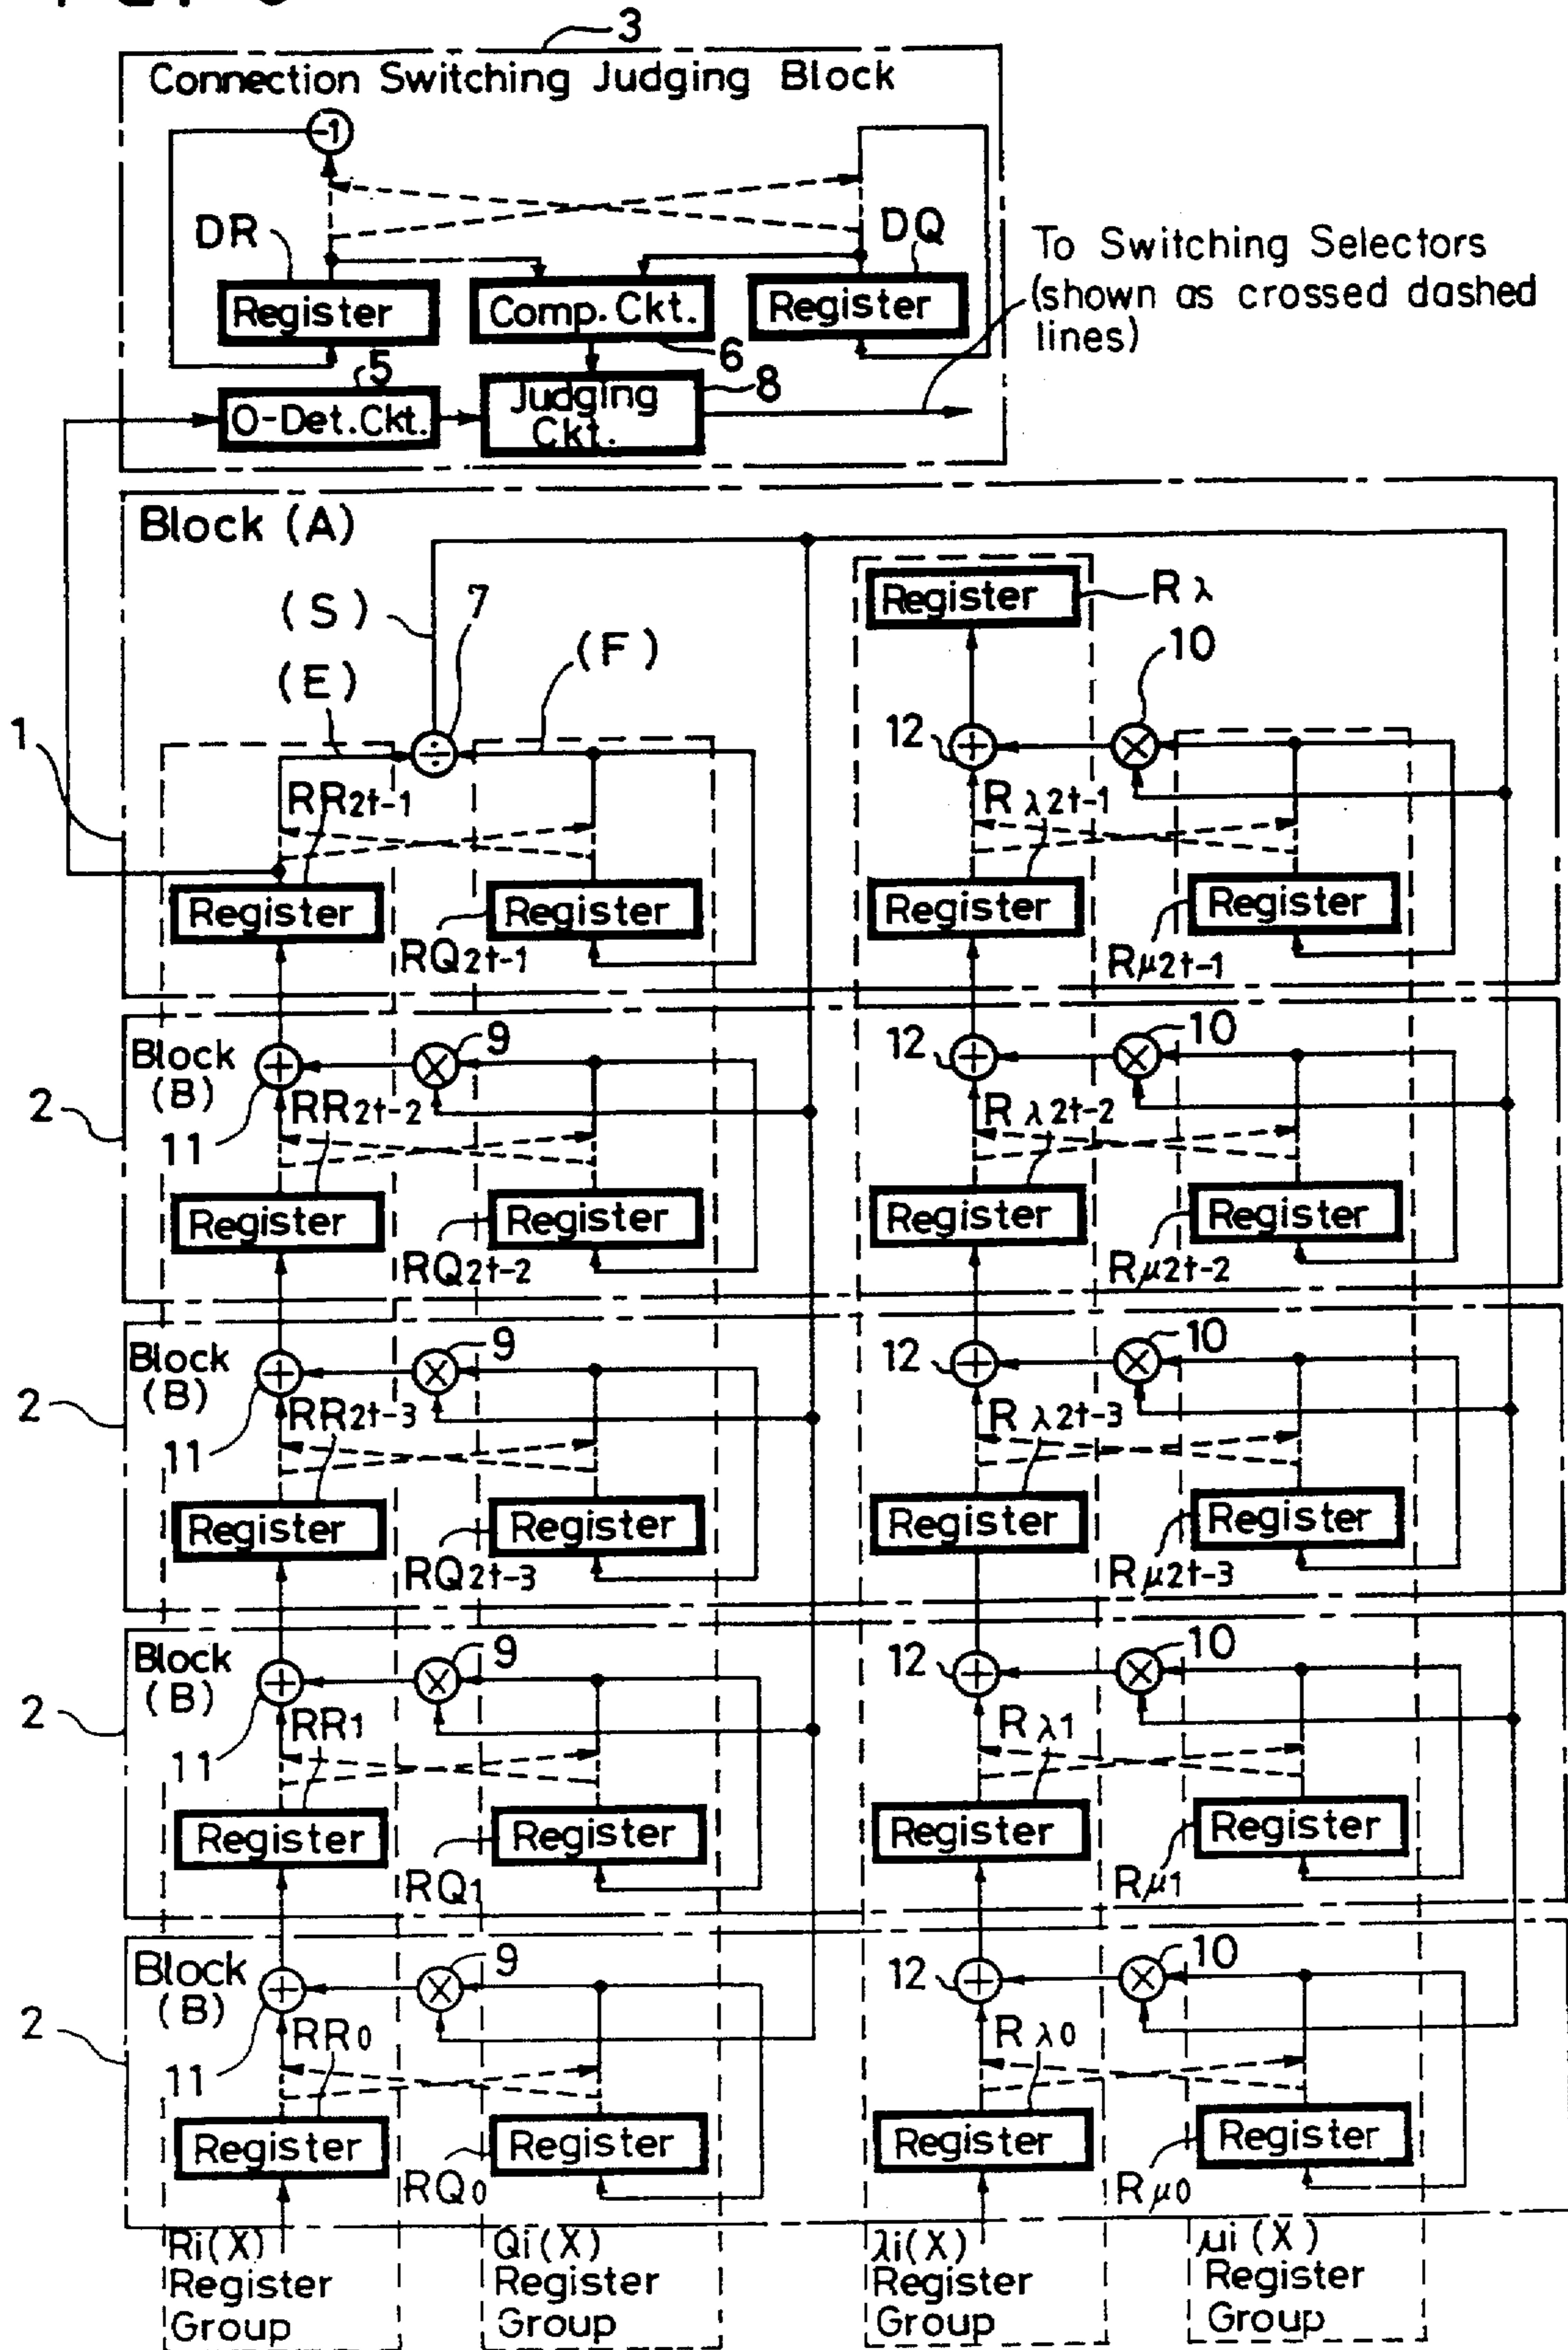 3
Connection Switching Judging Block
-1
DR
DQ
To Switching Selectors
(shown as crossed dashed
lines)
Register
Comp. Ckt.
Register
6
5
8
O-Det. Ckt.
Judging
Ckt.
Block (A)
(S)
7
(E)
(F)
÷
Register
Rλ
10
1
12
+
×
RR2t-1
Rλ2t-1
Register
Register
Register
Register
RQ2t-1
Rμ2t-1
Block
(B)
9
12
10
+
×
+
×
2
11
RR2t-2
Rλ2t-2
Register
Register
Register
Register
RQ2t-2
Rμ2t-2
Block
(B)
9
12
10
+
×
+
×
2
11
RR2t-3
Rλ2t-3
Register
Register
Register
Register
RQ2t-3
Rμ2t-3
Block
(B)
9
12
10
+
×
+
×
2
11
RR1
Rλ1
Register
Register
Register
Register
RQ1
Rμ1
Block
(B)
9
12
10
+
×
+
×
2
11
RR0
Rλ0
Register
Register
Register
Register
RQ0
Rμ0
Ri(X)
Register
Group
Qi(X)
Register
Group
λi(X)
Register
Group
μi(X)
Register
Group